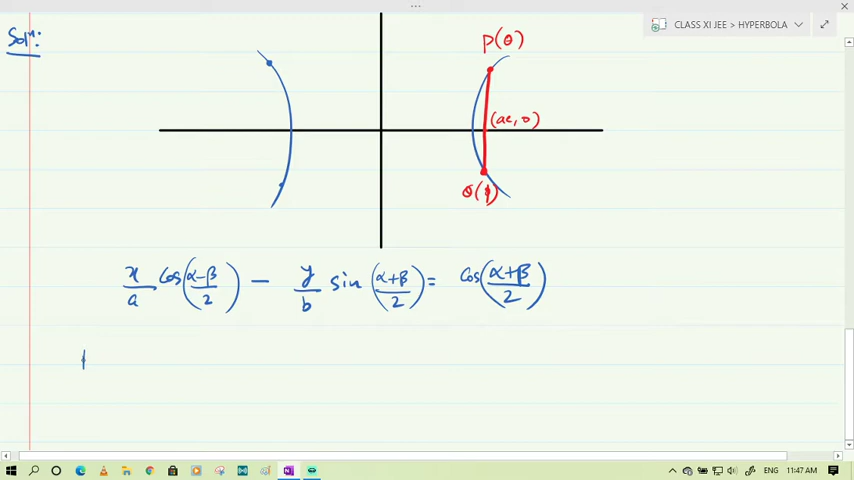 CLASS XI JEE > HYPERBOLA
Soln:
P(θ)
(ae, 0)
Q(ϕ)
x/a cos(α-β/2) - y/b sin(α+β/2) = cos(α+β/2)
ENG 11:47 AM